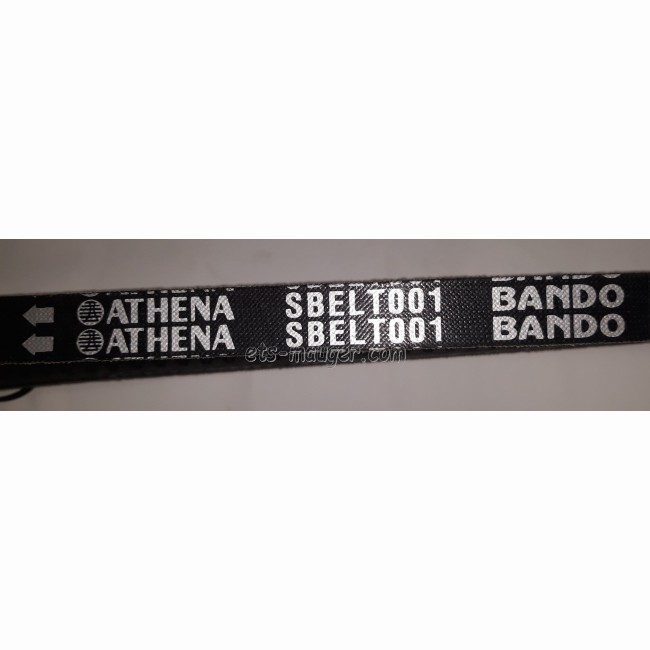 ATHENA SBELT001 BANDO
ATHENA SBELT001 BANDO
ets-mauger.com